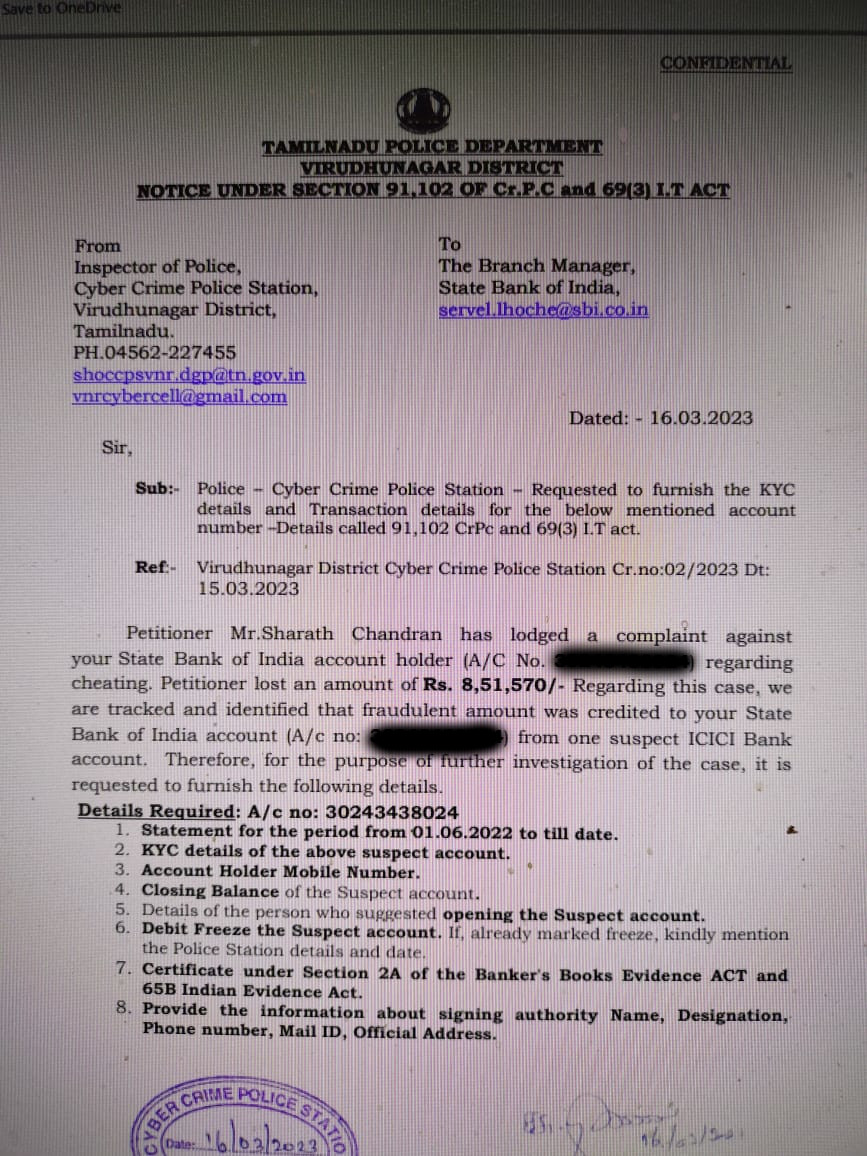 Save to OneDrive
CONFIDENTIAL
TAMILNADU POLICE DEPARTMENT
VIRUDHUNAGAR DISTRICT
NOTICE UNDER SECTION 91,102 OF Cr.P.C and 69(3) I.T ACT
From
Inspector of Police,
Cyber Crime Police Station,
Virudhunagar District,
Tamilnadu.
PH.04562-227455
shoccpsvnr.dgp@tn.gov.in
vnrcybercell@gmail.com
To
The Branch Manager,
State Bank of India,
servel.lhoche@sbi.co.in
Dated: - 16.03.2023
Sir,
Sub:- Police – Cyber Crime Police Station – Requested to furnish the KYC
details and Transaction details for the below mentioned account
number –Details called 91,102 CrPc and 69(3) I.T act.
Ref:- Virudhunagar District Cyber Crime Police Station Cr.no:02/2023 Dt:
15.03.2023
Petitioner Mr.Sharath Chandran has lodged a complaint against
your State Bank of India account holder (A/C No. ) regarding
cheating. Petitioner lost an amount of Rs. 8,51,570/- Regarding this case, we
are tracked and identified that fraudulent amount was credited to your State
Bank of India account (A/c no: ) from one suspect ICICI Bank
account. Therefore, for the purpose of further investigation of the case, it is
requested to furnish the following details.
Details Required: A/c no: 30243438024
1. Statement for the period from 01.06.2022 to till date.
2. KYC details of the above suspect account.
3. Account Holder Mobile Number.
4. Closing Balance of the Suspect account.
5. Details of the person who suggested opening the Suspect account.
6. Debit Freeze the Suspect account. If, already marked freeze, kindly mention
the Police Station details and date.
7. Certificate under Section 2A of the Banker's Books Evidence ACT and
65B Indian Evidence Act.
8. Provide the information about signing authority Name, Designation,
Phone number, Mail ID, Official Address.
CYBER CRIME POLICE STATIO
Date: 16/03/2023